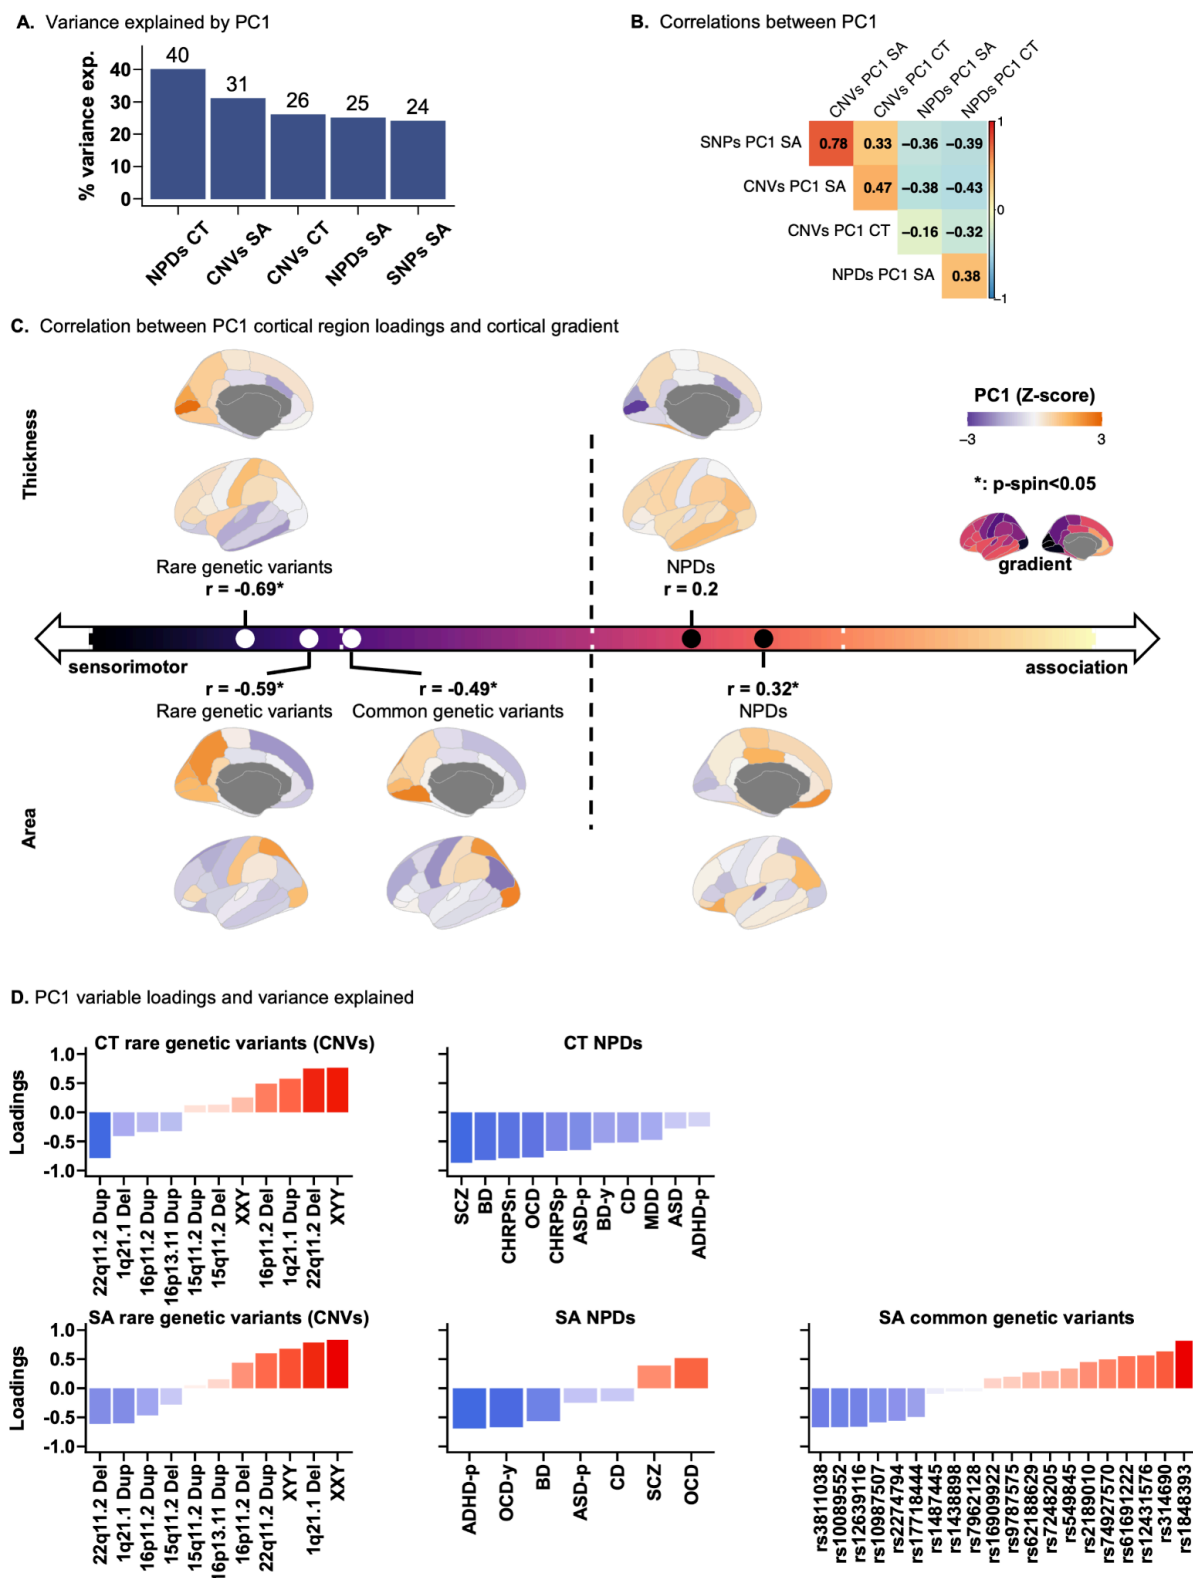 A. Variance explained by PC1
% variance exp.
40
30
20
10
0
40
31
26
25
24
NPDs CT
CNVs SA
CNVs CT
NPDs SA
SNPs SA
B. Correlations between PC1
CNVs PC1 SA
CNVs PC1 CT
NPDs PC1 SA
NPDs PC1 CT
SNPs PC1 SA 0.78 0.33 −0.36 −0.39
CNVs PC1 SA 0.47 −0.38 −0.43
CNVs PC1 CT −0.16 −0.32
NPDs PC1 SA 0.38
1
0
−1
C. Correlation between PC1 cortical region loadings and cortical gradient
Thickness
PC1 (Z-score)
−3 3
*: p-spin<0.05
gradient
Rare genetic variants
r = -0.69*
NPDs
r = 0.2
sensorimotor
association
r = -0.59*
Rare genetic variants
r = -0.49*
Common genetic variants
r = 0.32*
NPDs
Area
D. PC1 variable loadings and variance explained
CT rare genetic variants (CNVs)
Loadings
1.0
0.5
0.0
-0.5
-1.0
22q11.2 Dup
1q21.1 Del
16p11.2 Dup
16p13.11 Dup
15q11.2 Dup
15q11.2 Del
XXY
16p11.2 Del
1q21.1 Dup
22q11.2 Del
XYY
CT NPDs
SCZ
BD
CHRPSn
OCD
CHRPSp
ASD-p
BD-y
CD
MDD
ASD
ADHD-p
SA rare genetic variants (CNVs)
Loadings
1.0
0.5
0.0
-0.5
-1.0
22q11.2 Del
1q21.1 Dup
16p11.2 Dup
15q11.2 Del
15q11.2 Dup
16p13.11 Dup
16p11.2 Del
22q11.2 Dup
XYY
1q21.1 Del
XXY
SA NPDs
ADHD-p
OCD-y
BD
ASD-p
CD
SCZ
OCD
SA common genetic variants
rs3811038
rs10089552
rs12639116
rs10987507
rs2274794
rs17718444
rs1487445
rs1438898
rs7962128
rs16909922
rs9787575
rs62188629
rs7248205
rs549845
rs2189010
rs74927570
rs61691222
rs12431576
rs314690
rs1848393